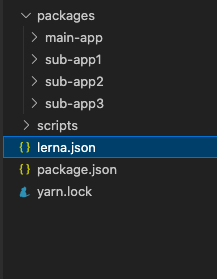 packages
main-app
sub-app1
sub-app2
sub-app3
scripts
{} lerna.json
{} package.json
yarn.lock